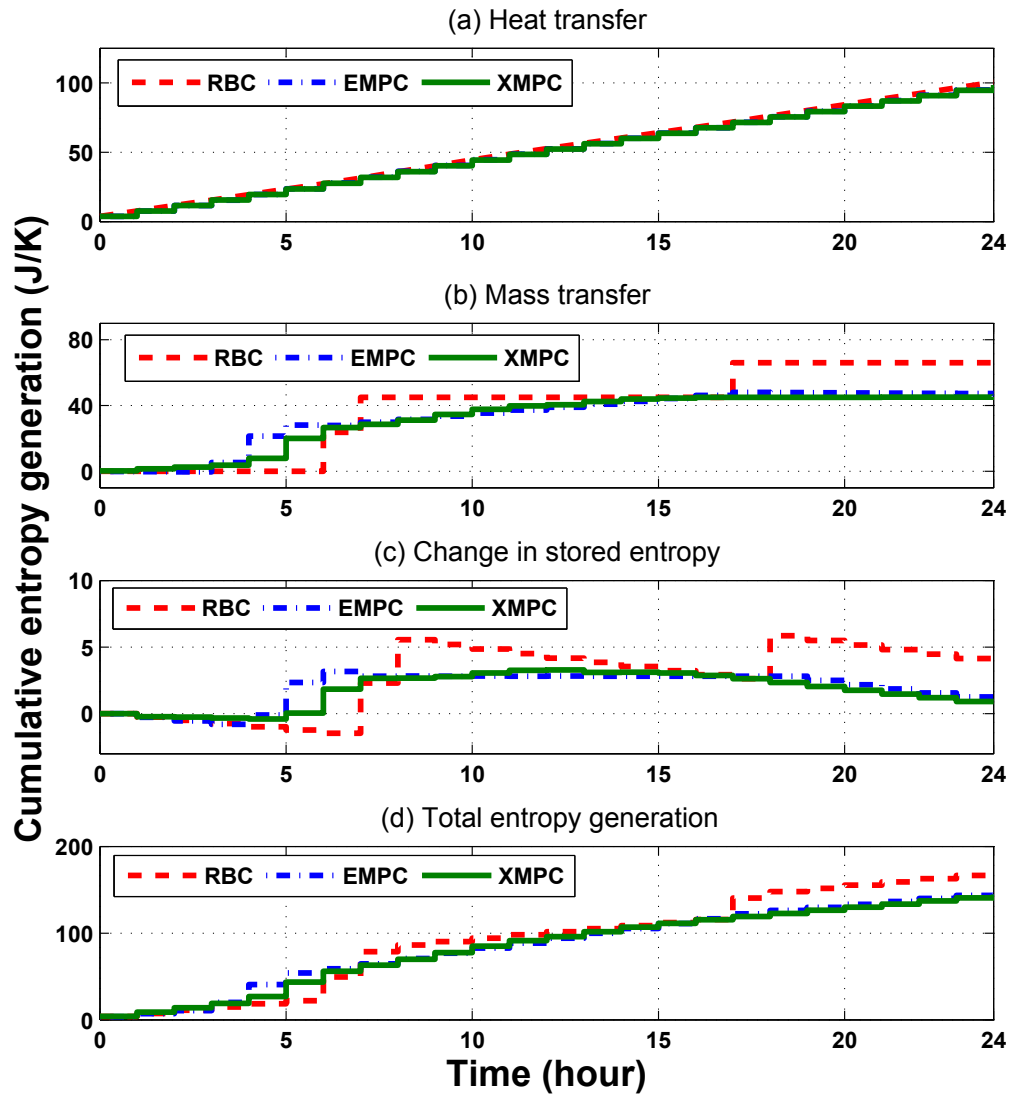 (a) Heat transfer
RBC EMPC XMPC
100
50
0
0 5 10 15 20 24
(b) Mass transfer
RBC EMPC XMPC
80
40
0
0 5 10 15 20 24
(c) Change in stored entropy
RBC EMPC XMPC
10
5
0
0 5 10 15 20 24
(d) Total entropy generation
RBC EMPC XMPC
200
100
0
0 5 10 15 20 24
Time (hour)
Cumulative entropy generation (J/K)